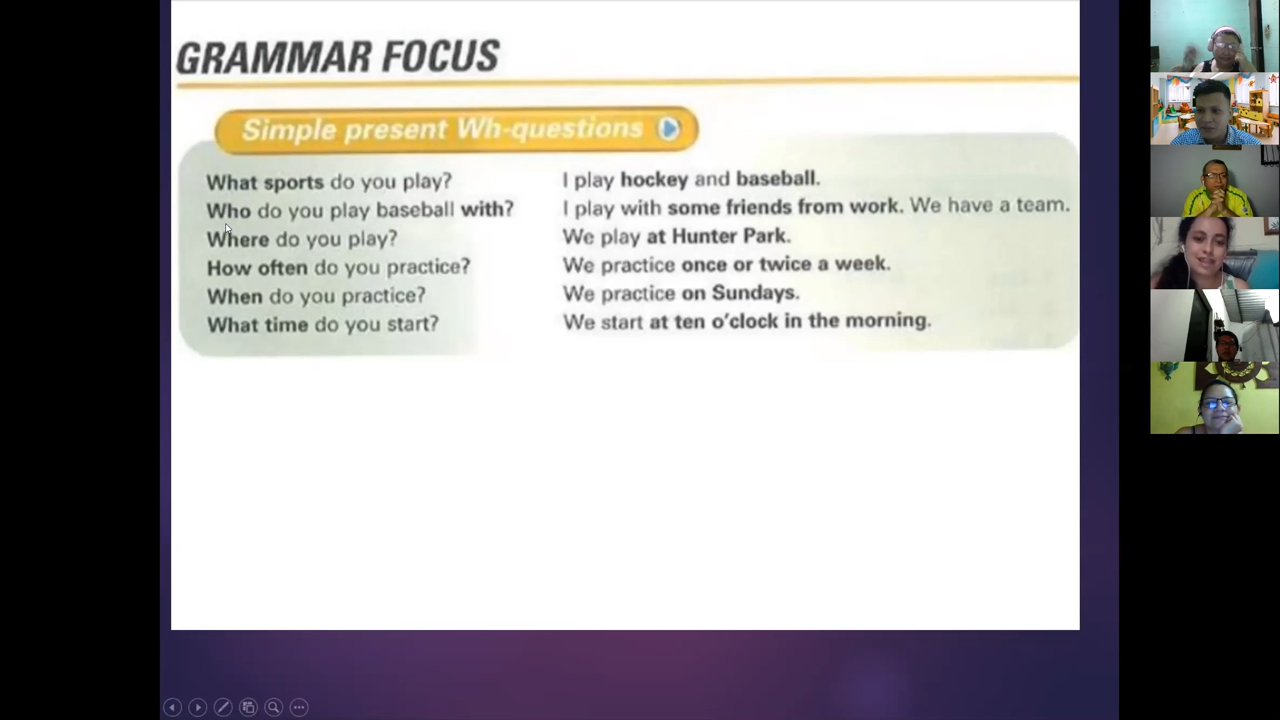 GRAMMAR FOCUS
Simple present Wh-questions
What sports do you play? I play hockey and baseball.
Who do you play baseball with? I play with some friends from work. We have a team.
Where do you play? We play at Hunter Park.
How often do you practice? We practice once or twice a week.
When do you practice? We practice on Sundays.
What time do you start? We start at ten o'clock in the morning.